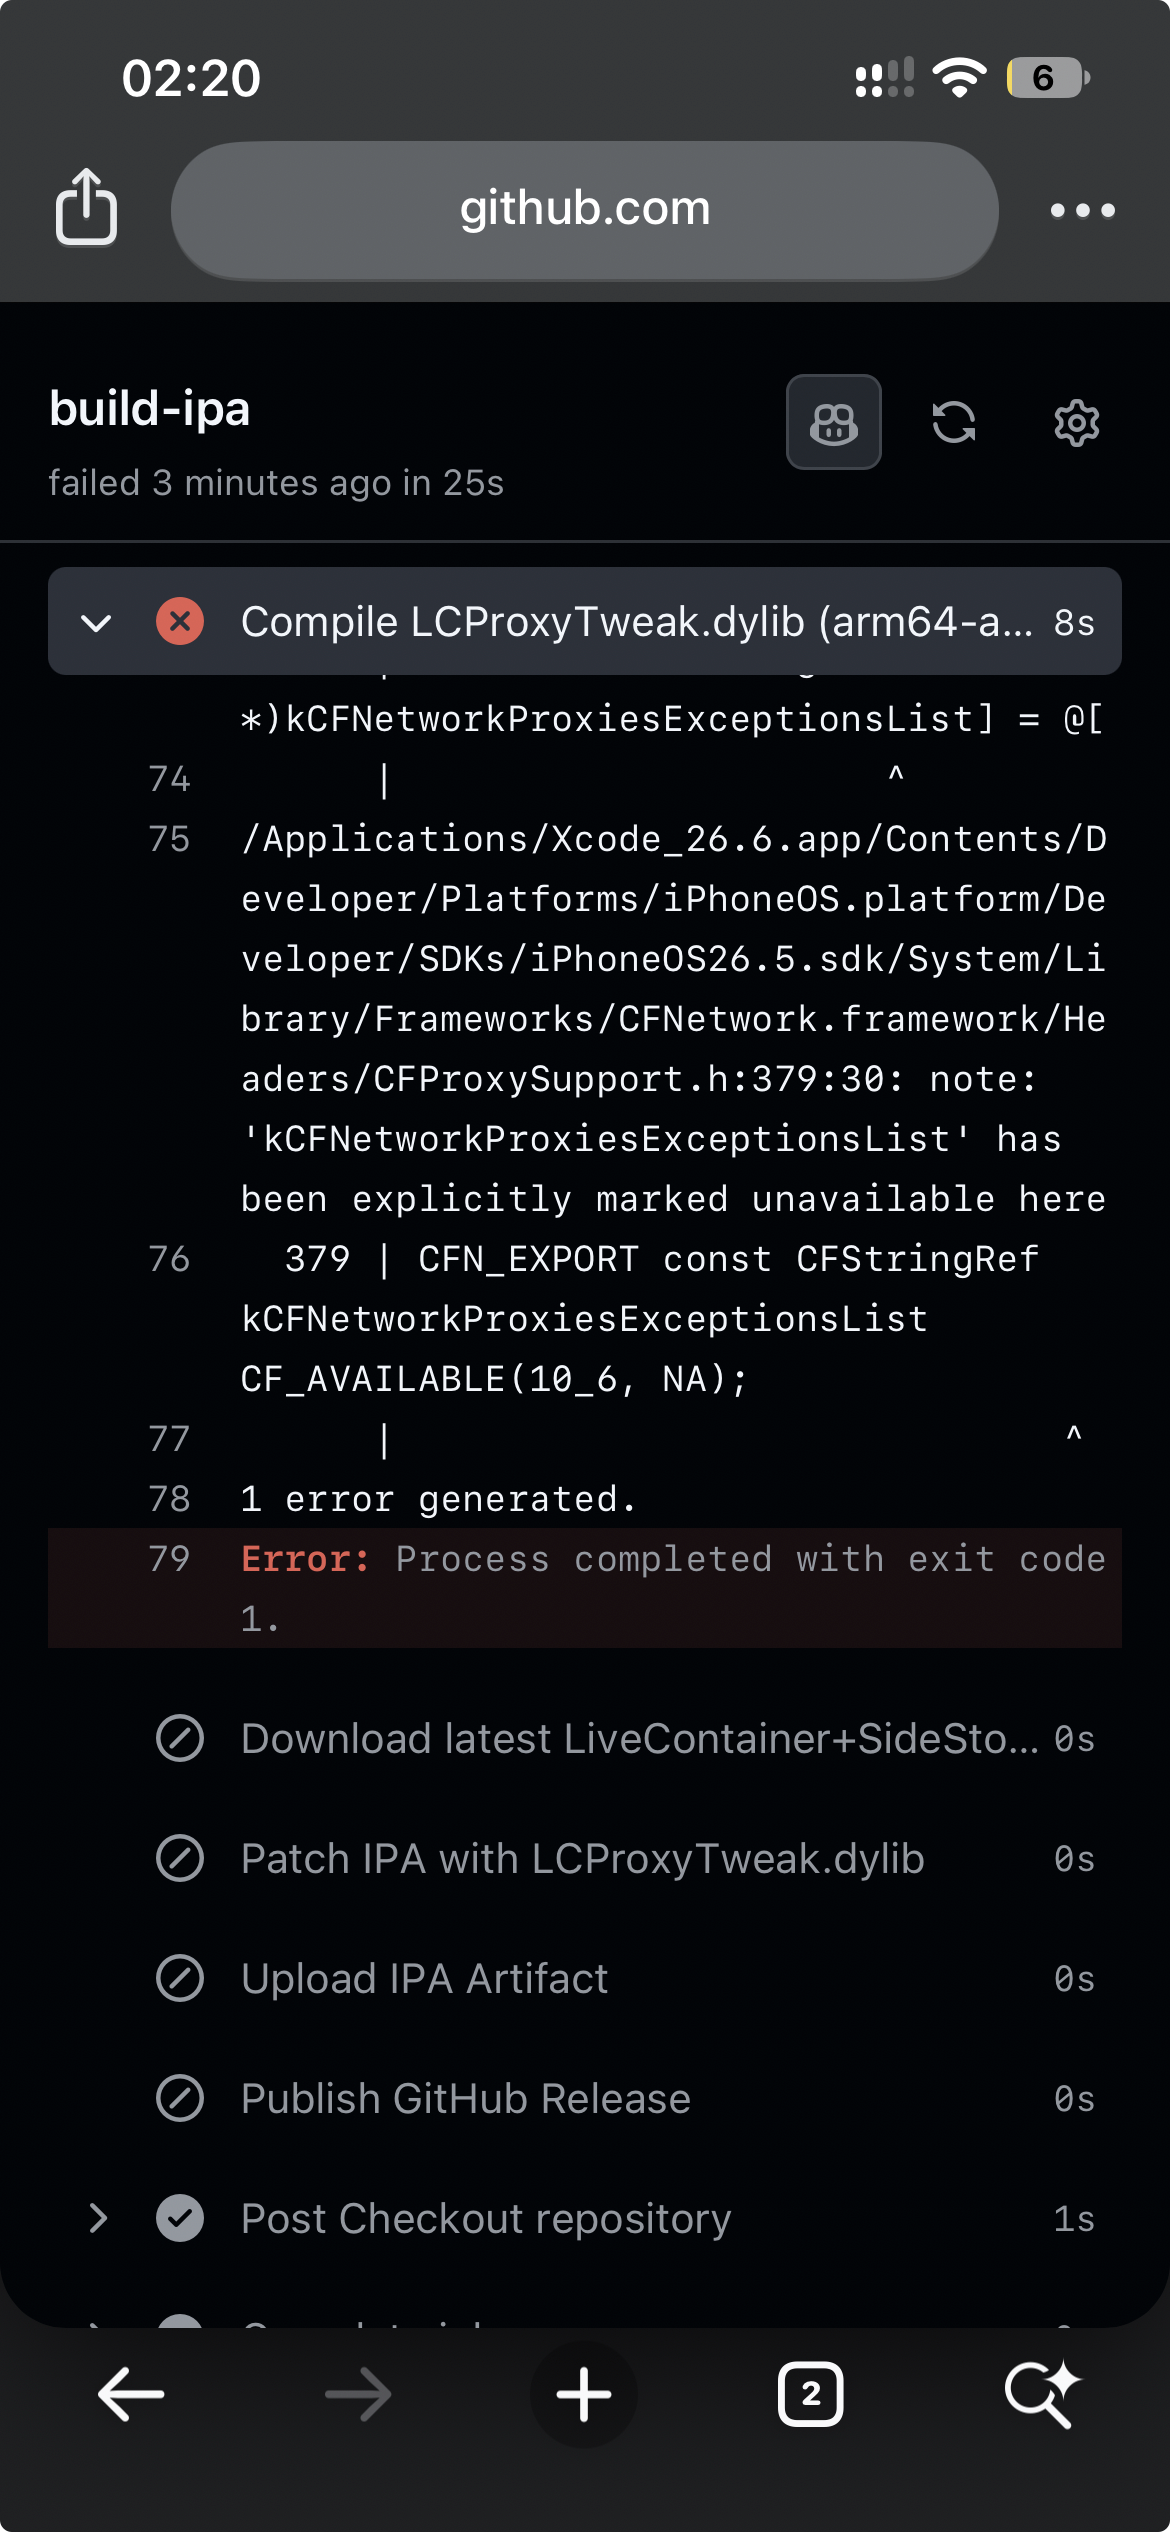 02:20
6
github.com
build-ipa
failed 3 minutes ago in 25s
Compile LCProxyTweak.dylib (arm64-a... 8s
*)kCFNetworkProxiesExceptionsList] = @[
74 | ^
75 /Applications/Xcode_26.6.app/Contents/D
eveloper/Platforms/iPhoneOS.platform/De
veloper/SDKs/iPhoneOS26.5.sdk/System/Li
brary/Frameworks/CFNetwork.framework/He
aders/CFProxySupport.h:379:30: note:
'kCFNetworkProxiesExceptionsList' has
been explicitly marked unavailable here
76 379 | CFN_EXPORT const CFStringRef
kCFNetworkProxiesExceptionsList
CF_AVAILABLE(10_6, NA);
77 | ^
78 1 error generated.
79 Error: Process completed with exit code
1.
Download latest LiveContainer+SideSto... 0s
Patch IPA with LCProxyTweak.dylib 0s
Upload IPA Artifact 0s
Publish GitHub Release 0s
Post Checkout repository 1s
2